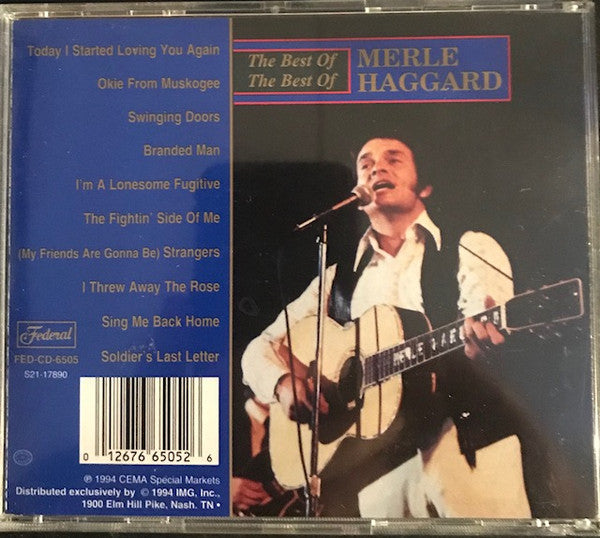 Today I Started Loving You Again
Okie From Muskogee
Swinging Doors
Branded Man
I'm A Lonesome Fugitive
The Fightin' Side Of Me
(My Friends Are Gonna Be) Strangers
I Threw Away The Rose
Sing Me Back Home
Soldier's Last Letter
Federal
FED-CD-6505
S21-17890
0 12676 65052 6
℗ 1994 CEMA Special Markets
Distributed exclusively by © 1994 IMG, Inc.,
1900 Elm Hill Pike, Nash. TN •
The Best Of
The Best Of
MERLE
HAGGARD
MERLE HAGGARD